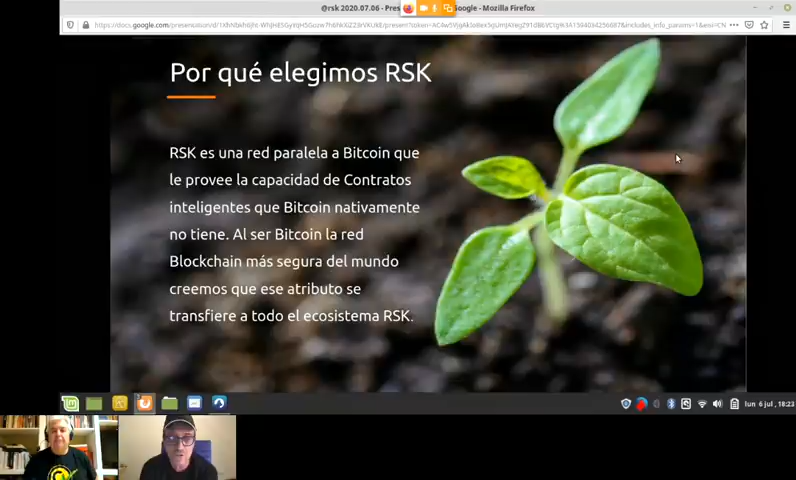 @rsk 2020.07.06 - Pres
Google - Mozilla Firefox
Por qué elegimos RSK
RSK es una red paralela a Bitcoin que
le provee la capacidad de Contratos
inteligentes que Bitcoin nativamente
no tiene. Al ser Bitcoin la red
Blockchain más segura del mundo
creemos que ese atributo se
transfiere a todo el ecosistema RSK.
lun 6 jul, 18:23